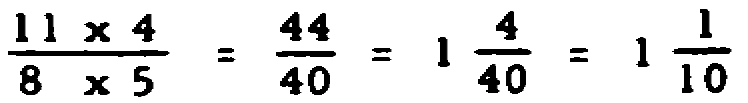 11 x 4 / 8 x 5 = 44/40 = 1 4/40 = 1 1/10